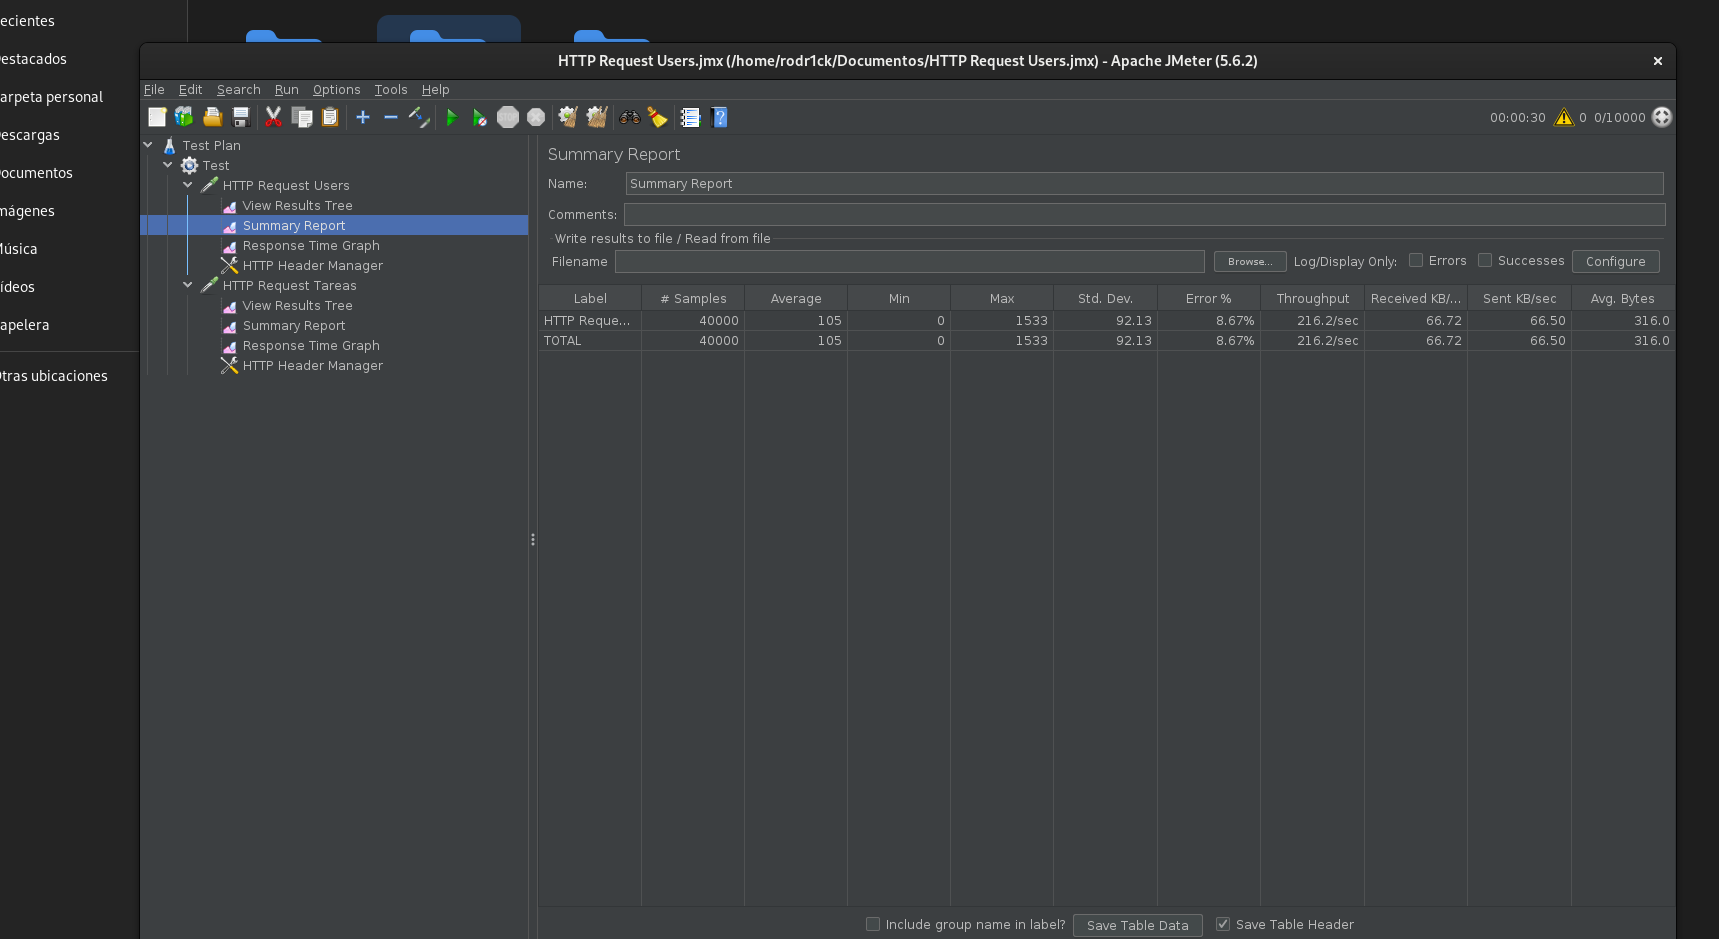 ecientes
estacados
arpeta personal
escargas
ocumentos
mágenes
úsica
ídeos
apelera
tras ubicaciones
HTTP Request Users.jmx (/home/rodr1ck/Documentos/HTTP Request Users.jmx) - Apache JMeter (5.6.2)
File Edit Search Run Options Tools Help
00:00:30 0 0/10000
Test Plan
Test
HTTP Request Users
View Results Tree
Summary Report
Response Time Graph
HTTP Header Manager
HTTP Request Tareas
View Results Tree
Summary Report
Response Time Graph
HTTP Header Manager
Summary Report
Name: Summary Report
Comments:
Write results to file / Read from file
Filename Browse... Log/Display Only: Errors Successes Configure
Label # Samples Average Min Max Std. Dev. Error % Throughput Received KB/... Sent KB/sec Avg. Bytes
HTTP Reque... 40000 105 0 1533 92.13 8.67% 216.2/sec 66.72 66.50 316.0
TOTAL 40000 105 0 1533 92.13 8.67% 216.2/sec 66.72 66.50 316.0
Include group name in label? Save Table Data Save Table Header